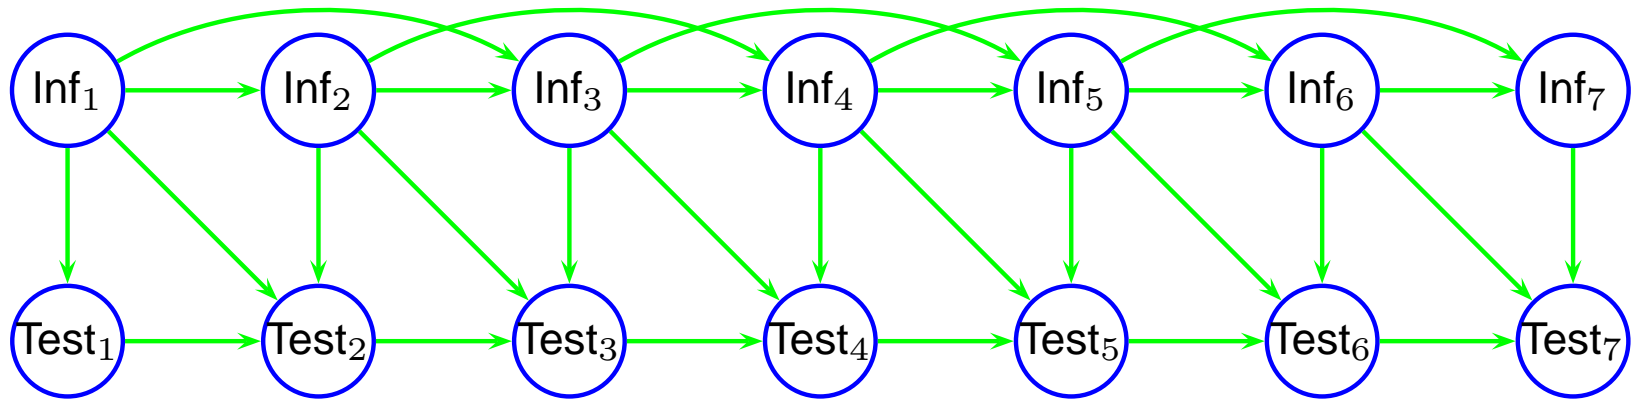 Inf₁ Inf₂ Inf₃ Inf₄ Inf₅ Inf₆ Inf₇
Test₁ Test₂ Test₃ Test₄ Test₅ Test₆ Test₇